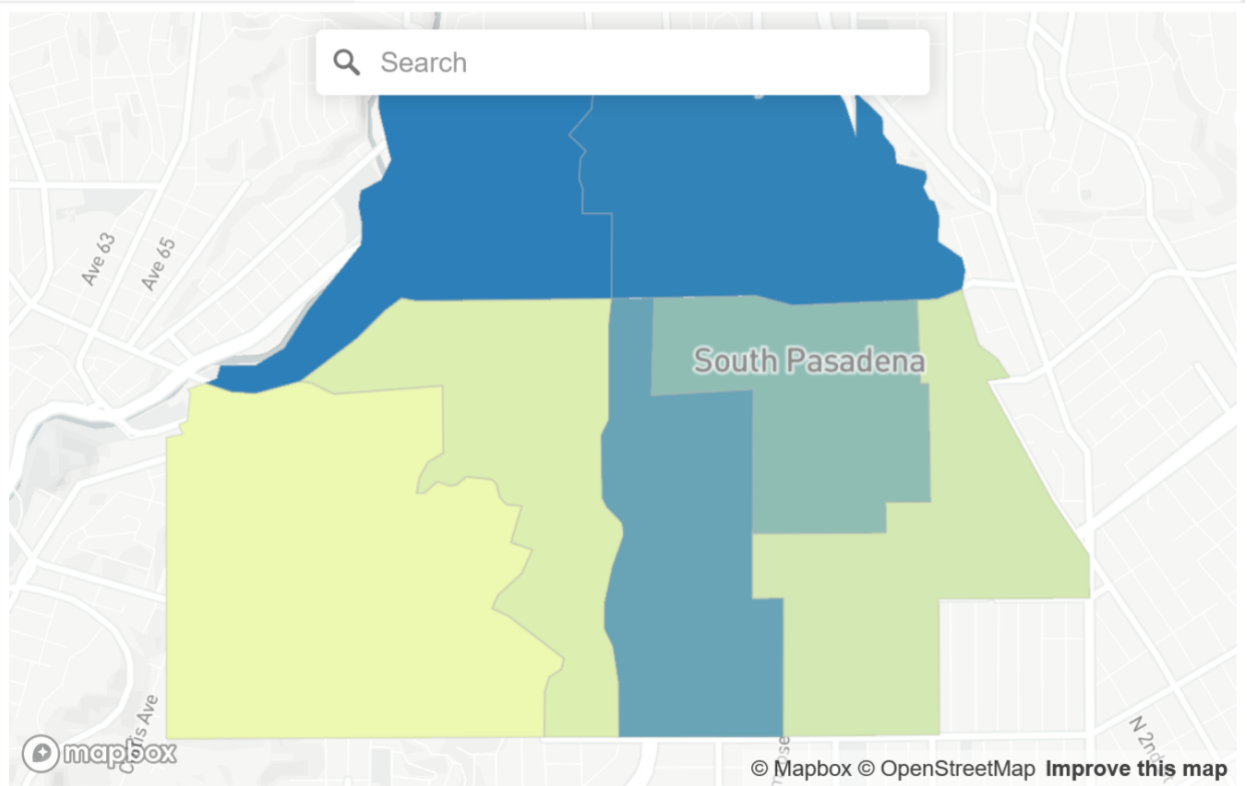 Search
Ave 63
Ave 65
South Pasadena
mapbox
N 2nd
© Mapbox © OpenStreetMap Improve this map